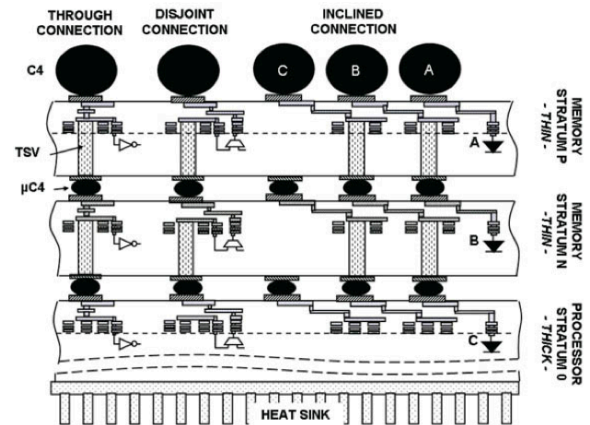 THROUGH
CONNECTION
DISJOINT
CONNECTION
INCLINED
CONNECTION
C4
C
B
A
TSV
µC4
A
B
C
MEMORY
STRATUM P
- THIN -
MEMORY
STRATUM N
-THIN-
PROCESSOR
STRATUM 0
-THICK-
HEAT SINK